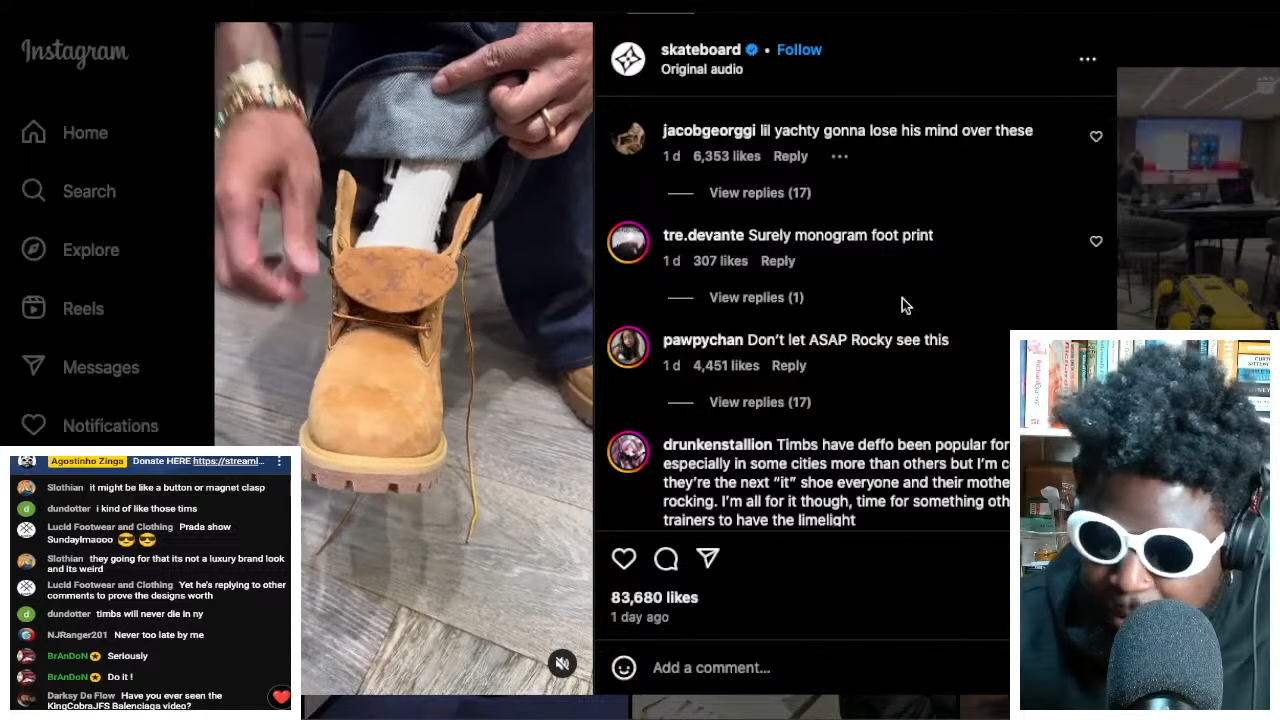 Instagram
Home
Search
Explore
Reels
Messages
Notifications
skateboard • Follow
Original audio
jacobgeorggi lil yachty gonna lose his mind over these
1 d 6,353 likes Reply •••
View replies (17)
tre.devante Surely monogram foot print
1 d 307 likes Reply
View replies (1)
pawpychan Don't let ASAP Rocky see this
1 d 4,451 likes Reply
View replies (17)
drunkenstallion Timbs have deffo been popular for
especially in some cities more than others but I'm c
they're the next "it" shoe everyone and their mothe
rocking. I'm all for it though, time for something oth
trainers to have the limelight
83,680 likes
1 day ago
Add a comment...
Agostinho Zinga Donate HERE https://streaml...
Slothian it might be like a button or magnet clasp
dundotter i kind of like those tims
Lucid Footwear and Clothing Prada show
Sundaylmaooo 😎 😎
Slothian they going for that its not a luxury brand look
and its weird
Lucid Footwear and Clothing Yet he's replying to other
comments to prove the designs worth
dundotter timbs will never die in ny
NJRanger201 Never too late by me
BrAnDoN Seriously
BrAnDoN Do it !
Darksy De Flow Have you ever seen the
KingCobraJFS Balenciaga video?